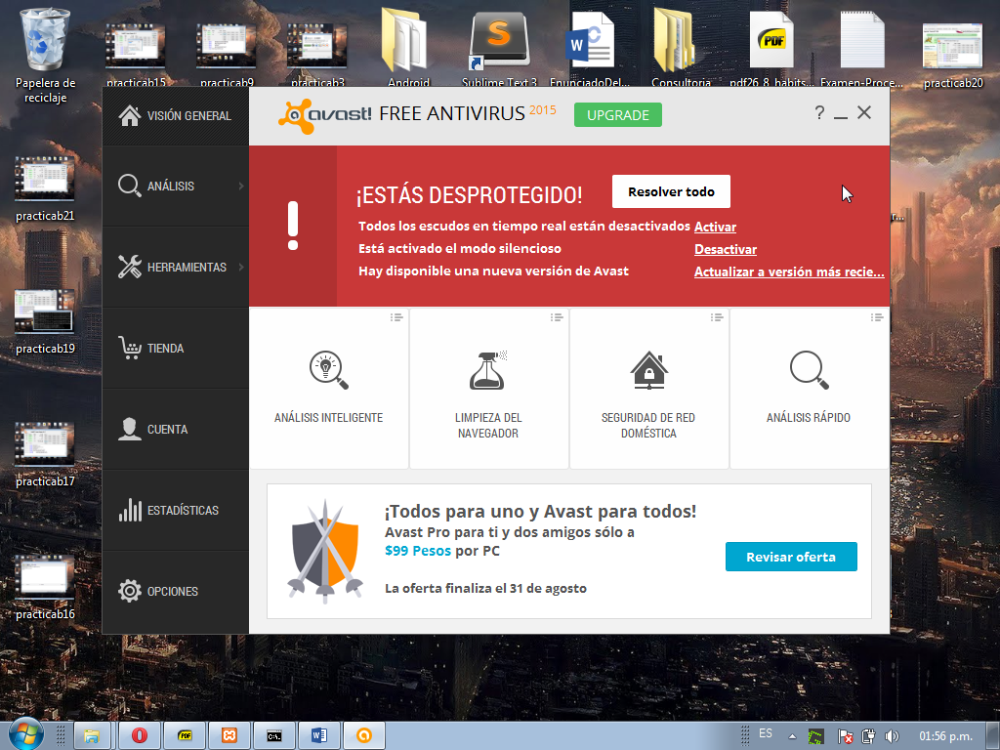 Papelera de
reciclaje
practicab15
practicab9
practicab3
Android
Sublime Text 3
EnunciadoDel...
Consultoria
pdf26_8_habits...
Examen-Proce...
practicab20
W
S
PDF
practicab21
practicab19
practicab17
practicab16
VISIÓN GENERAL
ANÁLISIS
HERRAMIENTAS
TIENDA
CUENTA
ESTADÍSTICAS
OPCIONES
avast! FREE ANTIVIRUS 2015
UPGRADE
?
¡ESTÁS DESPROTEGIDO!
Resolver todo
Todos los escudos en tiempo real están desactivados Activar
Está activado el modo silencioso Desactivar
Hay disponible una nueva versión de Avast Actualizar a versión más recie...
ANÁLISIS INTELIGENTE
LIMPIEZA DEL
NAVEGADOR
SEGURIDAD DE RED
DOMÉSTICA
ANÁLISIS RÁPIDO
¡Todos para uno y Avast para todos!
Avast Pro para ti y dos amigos sólo a
$99 Pesos por PC
La oferta finaliza el 31 de agosto
Revisar oferta
PDF
C:\
W
ES
01:56 p.m.